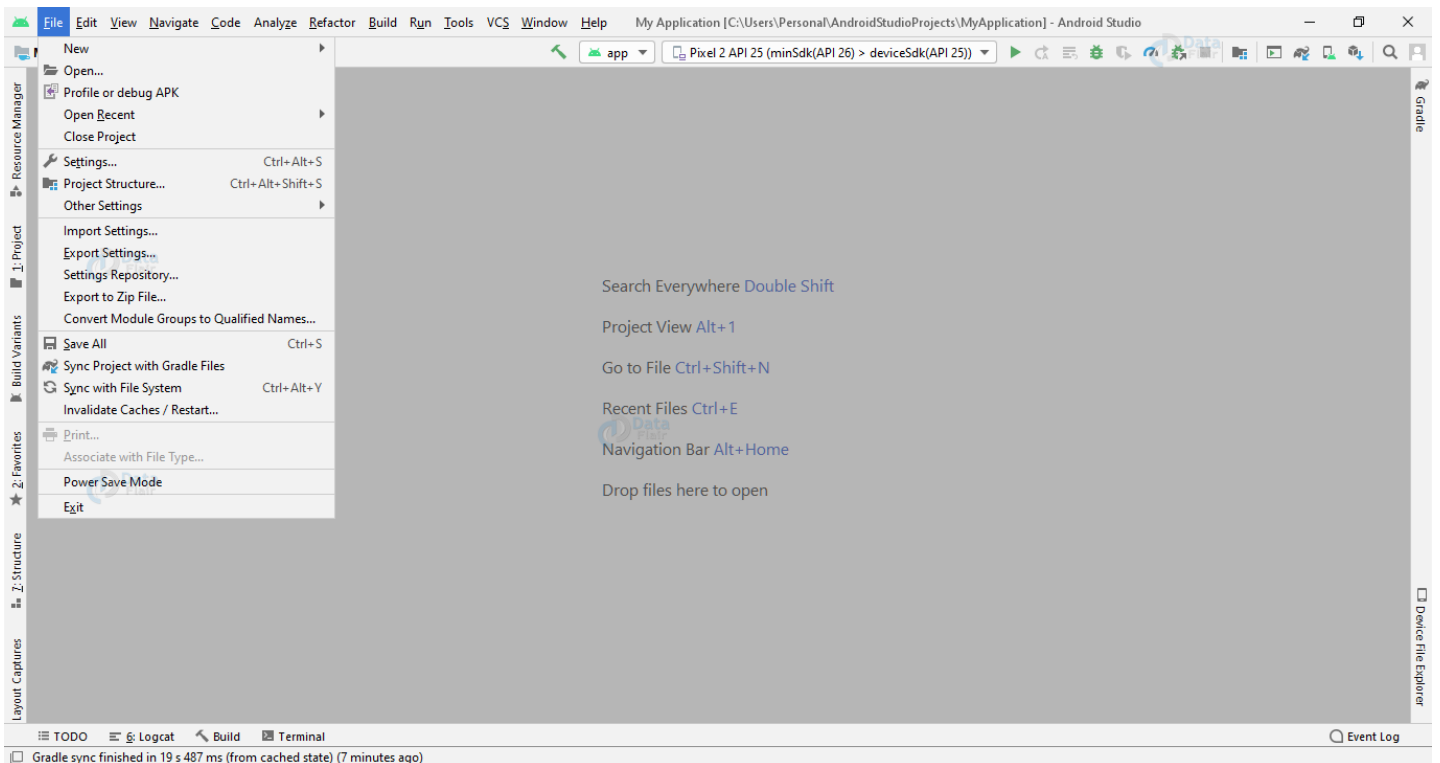 File Edit View Navigate Code Analyze Refactor Build Run Tools VCS Window Help My Application [C:\Users\Personal\AndroidStudioProjects\MyApplication] - Android Studio
app Pixel 2 API 25 (minSdk(API 26) > deviceSdk(API 25))
New
Open...
Profile or debug APK
Open Recent
Close Project
Settings... Ctrl+Alt+S
Project Structure... Ctrl+Alt+Shift+S
Other Settings
Import Settings...
Export Settings...
Settings Repository...
Export to Zip File...
Convert Module Groups to Qualified Names...
Save All Ctrl+S
Sync Project with Gradle Files
Sync with File System Ctrl+Alt+Y
Invalidate Caches / Restart...
Print...
Associate with File Type...
Power Save Mode
Exit
Resource Manager
1: Project
Build Variants
2: Favorites
7: Structure
Layout Captures
Search Everywhere Double Shift
Project View Alt+1
Go to File Ctrl+Shift+N
Recent Files Ctrl+E
Navigation Bar Alt+Home
Drop files here to open
Data
Flair
Gradle
Device File Explorer
TODO 6: Logcat Build Terminal Event Log
Gradle sync finished in 19 s 487 ms (from cached state) (7 minutes ago)